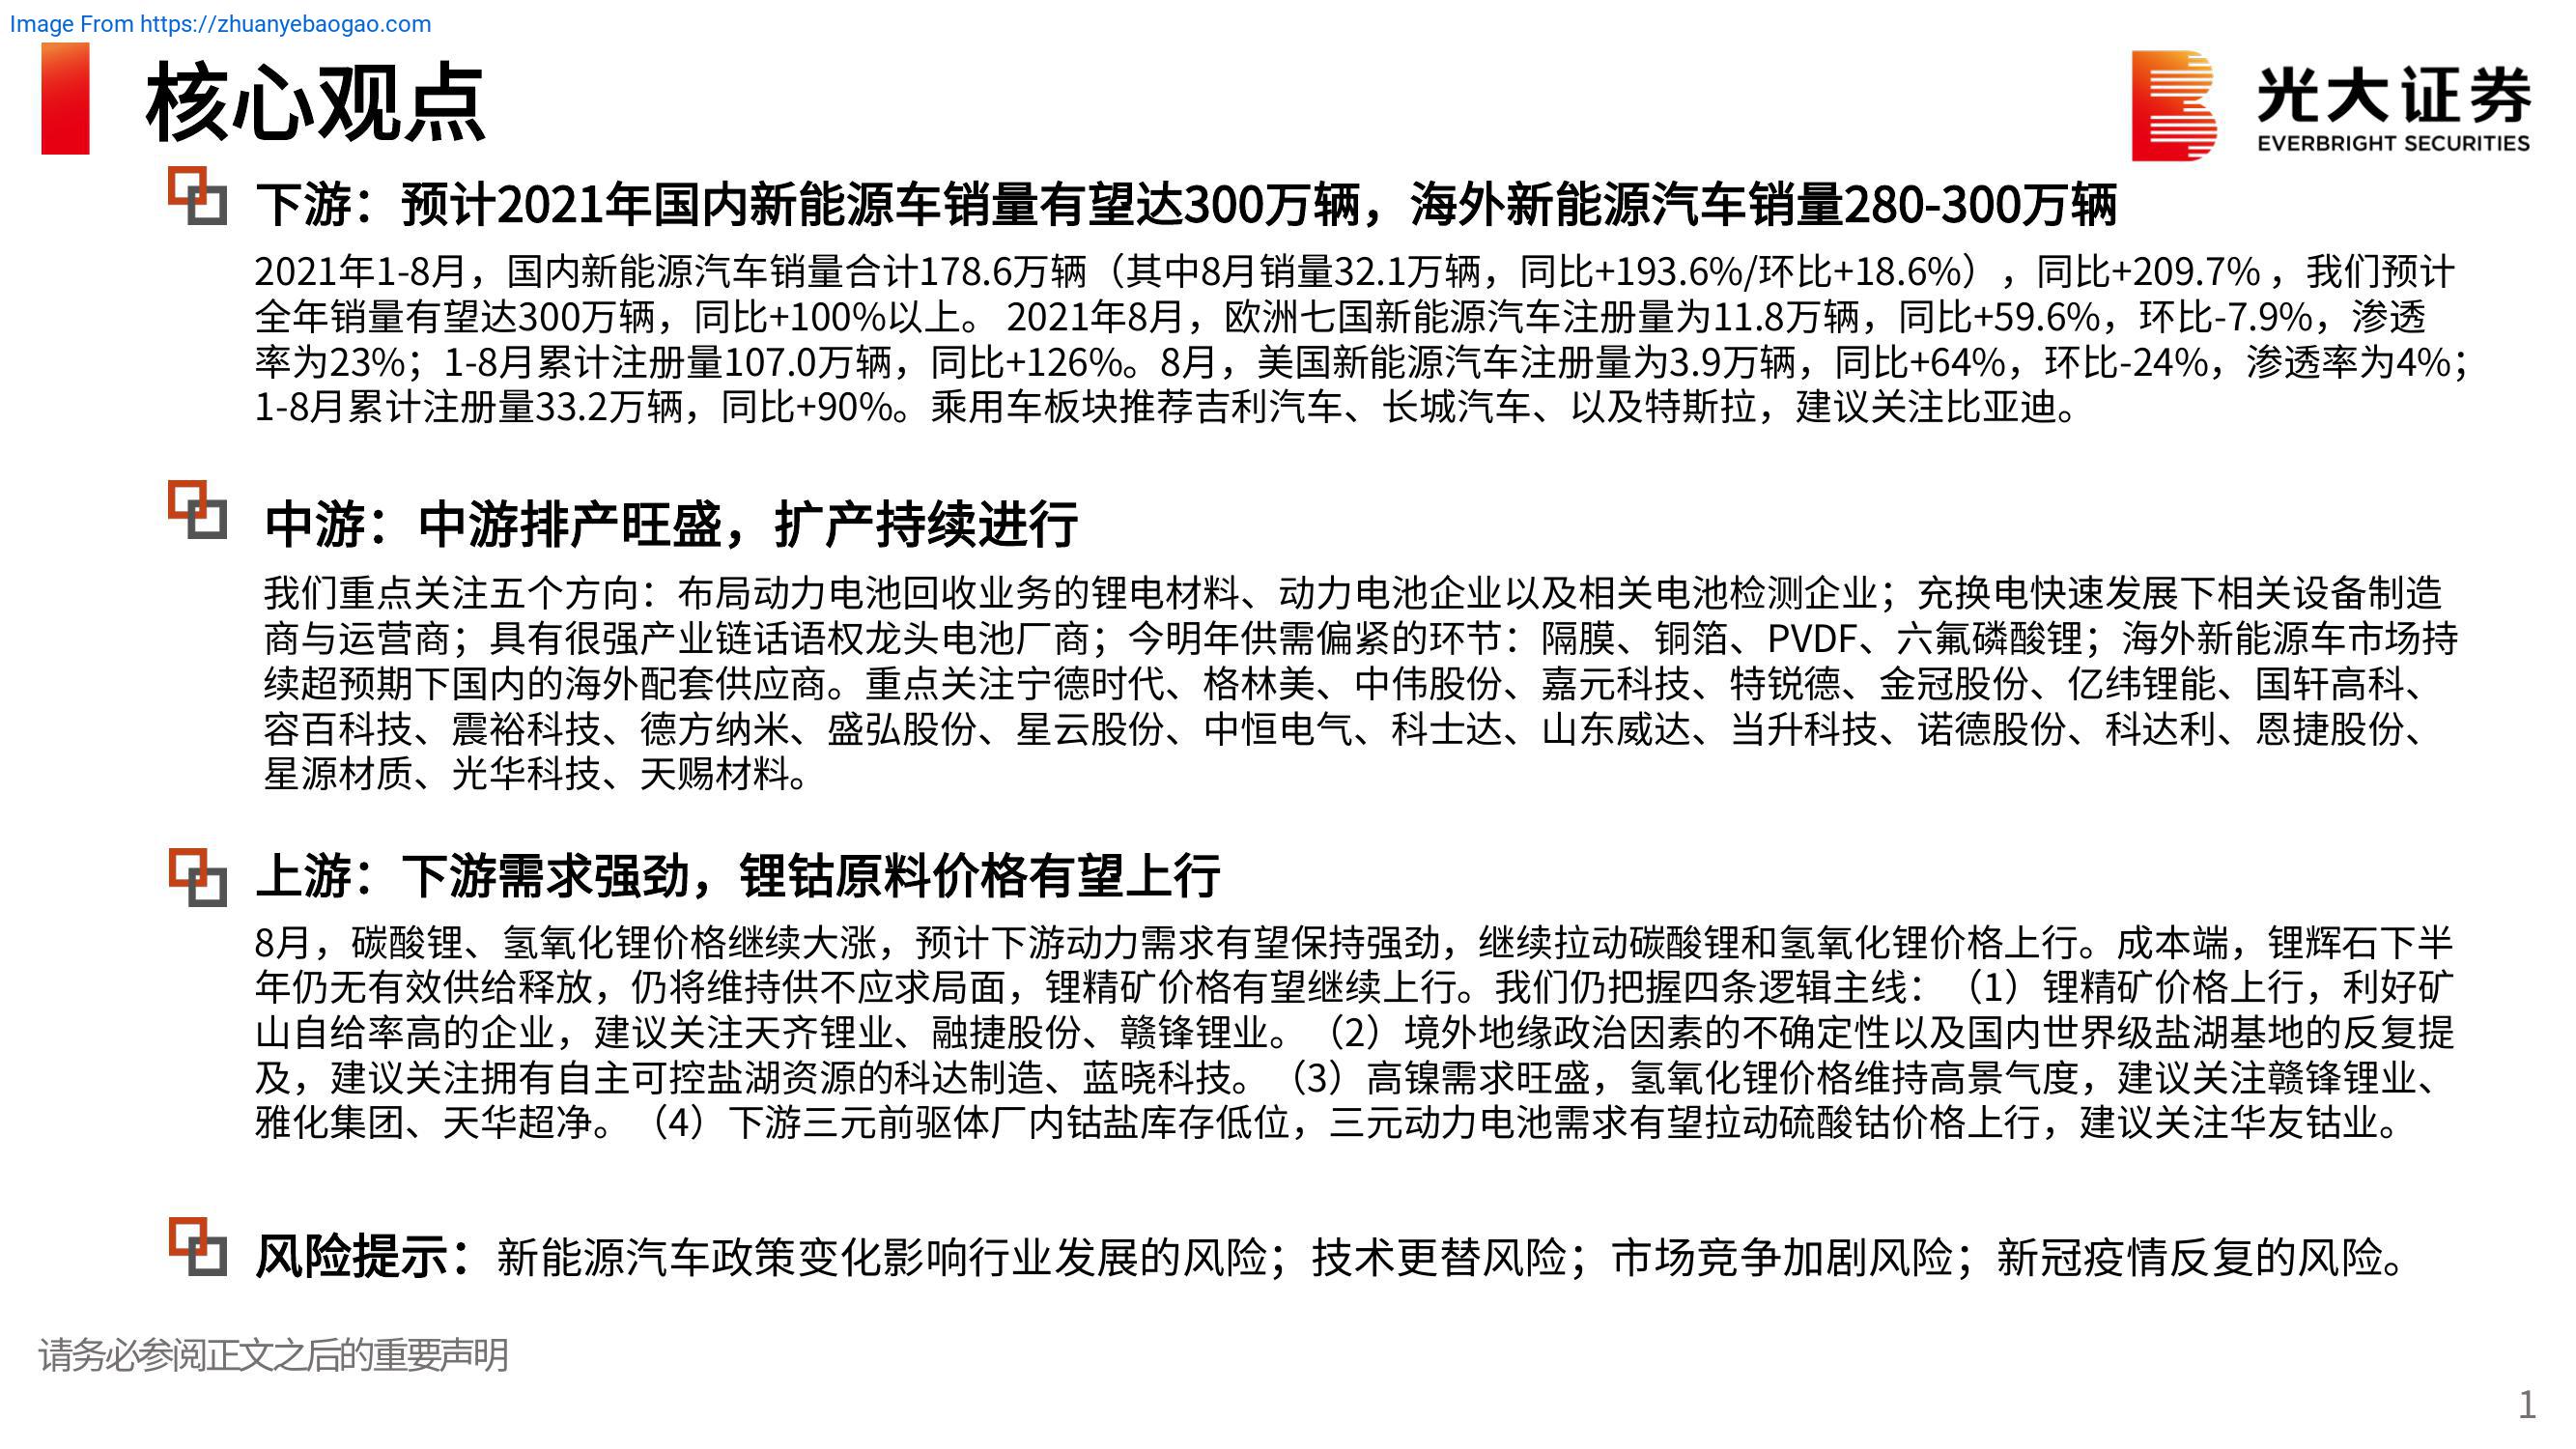 Image From https://zhuanyebaogao.com
核心观点
光大证券
EVERBRIGHT SECURITIES
下游：预计2021年国内新能源车销量有望达300万辆，海外新能源汽车销量280-300万辆
2021年1-8月，国内新能源汽车销量合计178.6万辆（其中8月销量32.1万辆，同比+193.6%/环比+18.6%），同比+209.7%，我们预计
全年销量有望达300万辆，同比+100%以上。 2021年8月，欧洲七国新能源汽车注册量为11.8万辆，同比+59.6%，环比-7.9%，渗透
率为23%；1-8月累计注册量107.0万辆，同比+126%。8月，美国新能源汽车注册量为3.9万辆，同比+64%，环比-24%，渗透率为4%；
1-8月累计注册量33.2万辆，同比+90%。乘用车板块推荐吉利汽车、长城汽车、以及特斯拉，建议关注比亚迪。
中游：中游排产旺盛，扩产持续进行
我们重点关注五个方向：布局动力电池回收业务的锂电材料、动力电池企业以及相关电池检测企业；充换电快速发展下相关设备制造
商与运营商；具有很强产业链话语权龙头电池厂商；今明年供需偏紧的环节：隔膜、铜箔、PVDF、六氟磷酸锂；海外新能源车市场持
续超预期下国内的海外配套供应商。重点关注宁德时代、格林美、中伟股份、嘉元科技、特锐德、金冠股份、亿纬锂能、国轩高科、
容百科技、震裕科技、德方纳米、盛弘股份、星云股份、中恒电气、科士达、山东威达、当升科技、诺德股份、科达利、恩捷股份、
星源材质、光华科技、天赐材料。
上游：下游需求强劲，锂钴原料价格有望上行
8月，碳酸锂、氢氧化锂价格继续大涨，预计下游动力需求有望保持强劲，继续拉动碳酸锂和氢氧化锂价格上行。成本端，锂辉石下半
年仍无有效供给释放，仍将维持供不应求局面，锂精矿价格有望继续上行。我们仍把握四条逻辑主线：（1）锂精矿价格上行，利好矿
山自给率高的企业，建议关注天齐锂业、融捷股份、赣锋锂业。（2）境外地缘政治因素的不确定性以及国内世界级盐湖基地的反复提
及，建议关注拥有自主可控盐湖资源的科达制造、蓝晓科技。（3）高镍需求旺盛，氢氧化锂价格维持高景气度，建议关注赣锋锂业、
雅化集团、天华超净。（4）下游三元前驱体厂内钴盐库存低位，三元动力电池需求有望拉动硫酸钴价格上行，建议关注华友钴业。
风险提示：新能源汽车政策变化影响行业发展的风险；技术更替风险；市场竞争加剧风险；新冠疫情反复的风险。
请务必参阅正文之后的重要声明
1